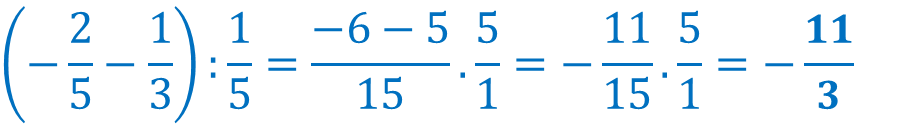 (− 2/5 − 1/3) : 1/5 = (−6 − 5)/15 . 5/1 = − 11/15 . 5/1 = − 11/3